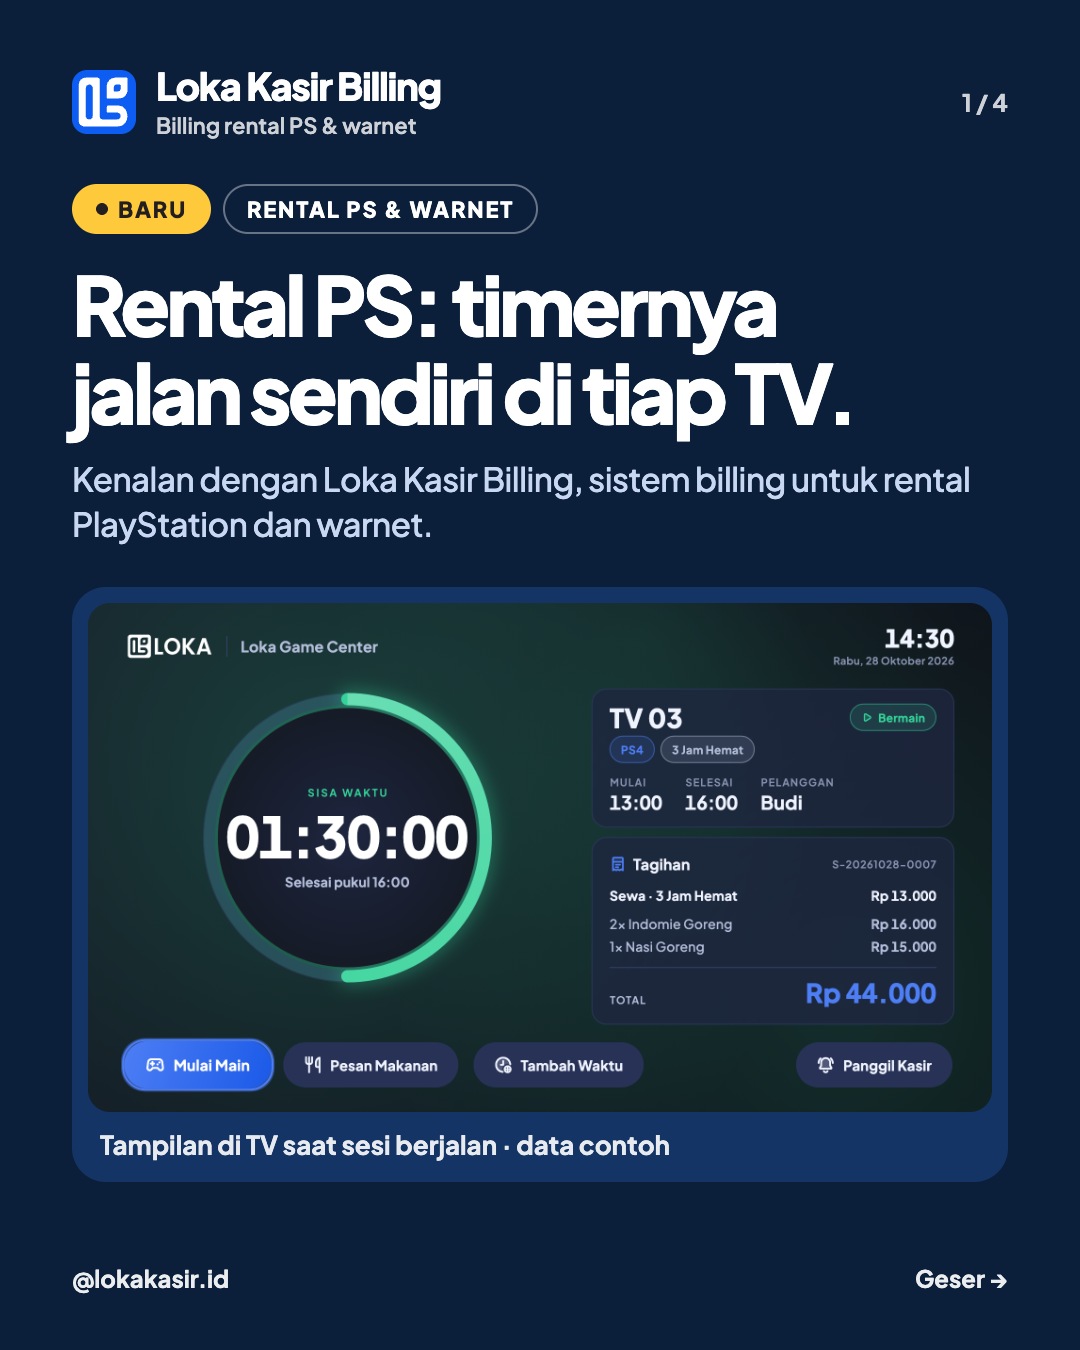 Loka Kasir Billing
Billing rental PS & warnet
1 / 4
BARU
RENTAL PS & WARNET
Rental PS: timernya
jalan sendiri di tiap TV.
Kenalan dengan Loka Kasir Billing, sistem billing untuk rental
PlayStation dan warnet.
LOKA
Loka Game Center
14:30
Rabu, 28 Oktober 2026
SISA WAKTU
01:30:00
Selesai pukul 16:00
TV 03
Bermain
PS4
3 Jam Hemat
MULAI SELESAI PELANGGAN
13:00 16:00 Budi
Tagihan S-20261028-0007
Sewa · 3 Jam Hemat Rp 13.000
2x Indomie Goreng Rp 16.000
1x Nasi Goreng Rp 15.000
TOTAL Rp 44.000
Mulai Main
Pesan Makanan
Tambah Waktu
Panggil Kasir
Tampilan di TV saat sesi berjalan · data contoh
@lokakasir.id
Geser →